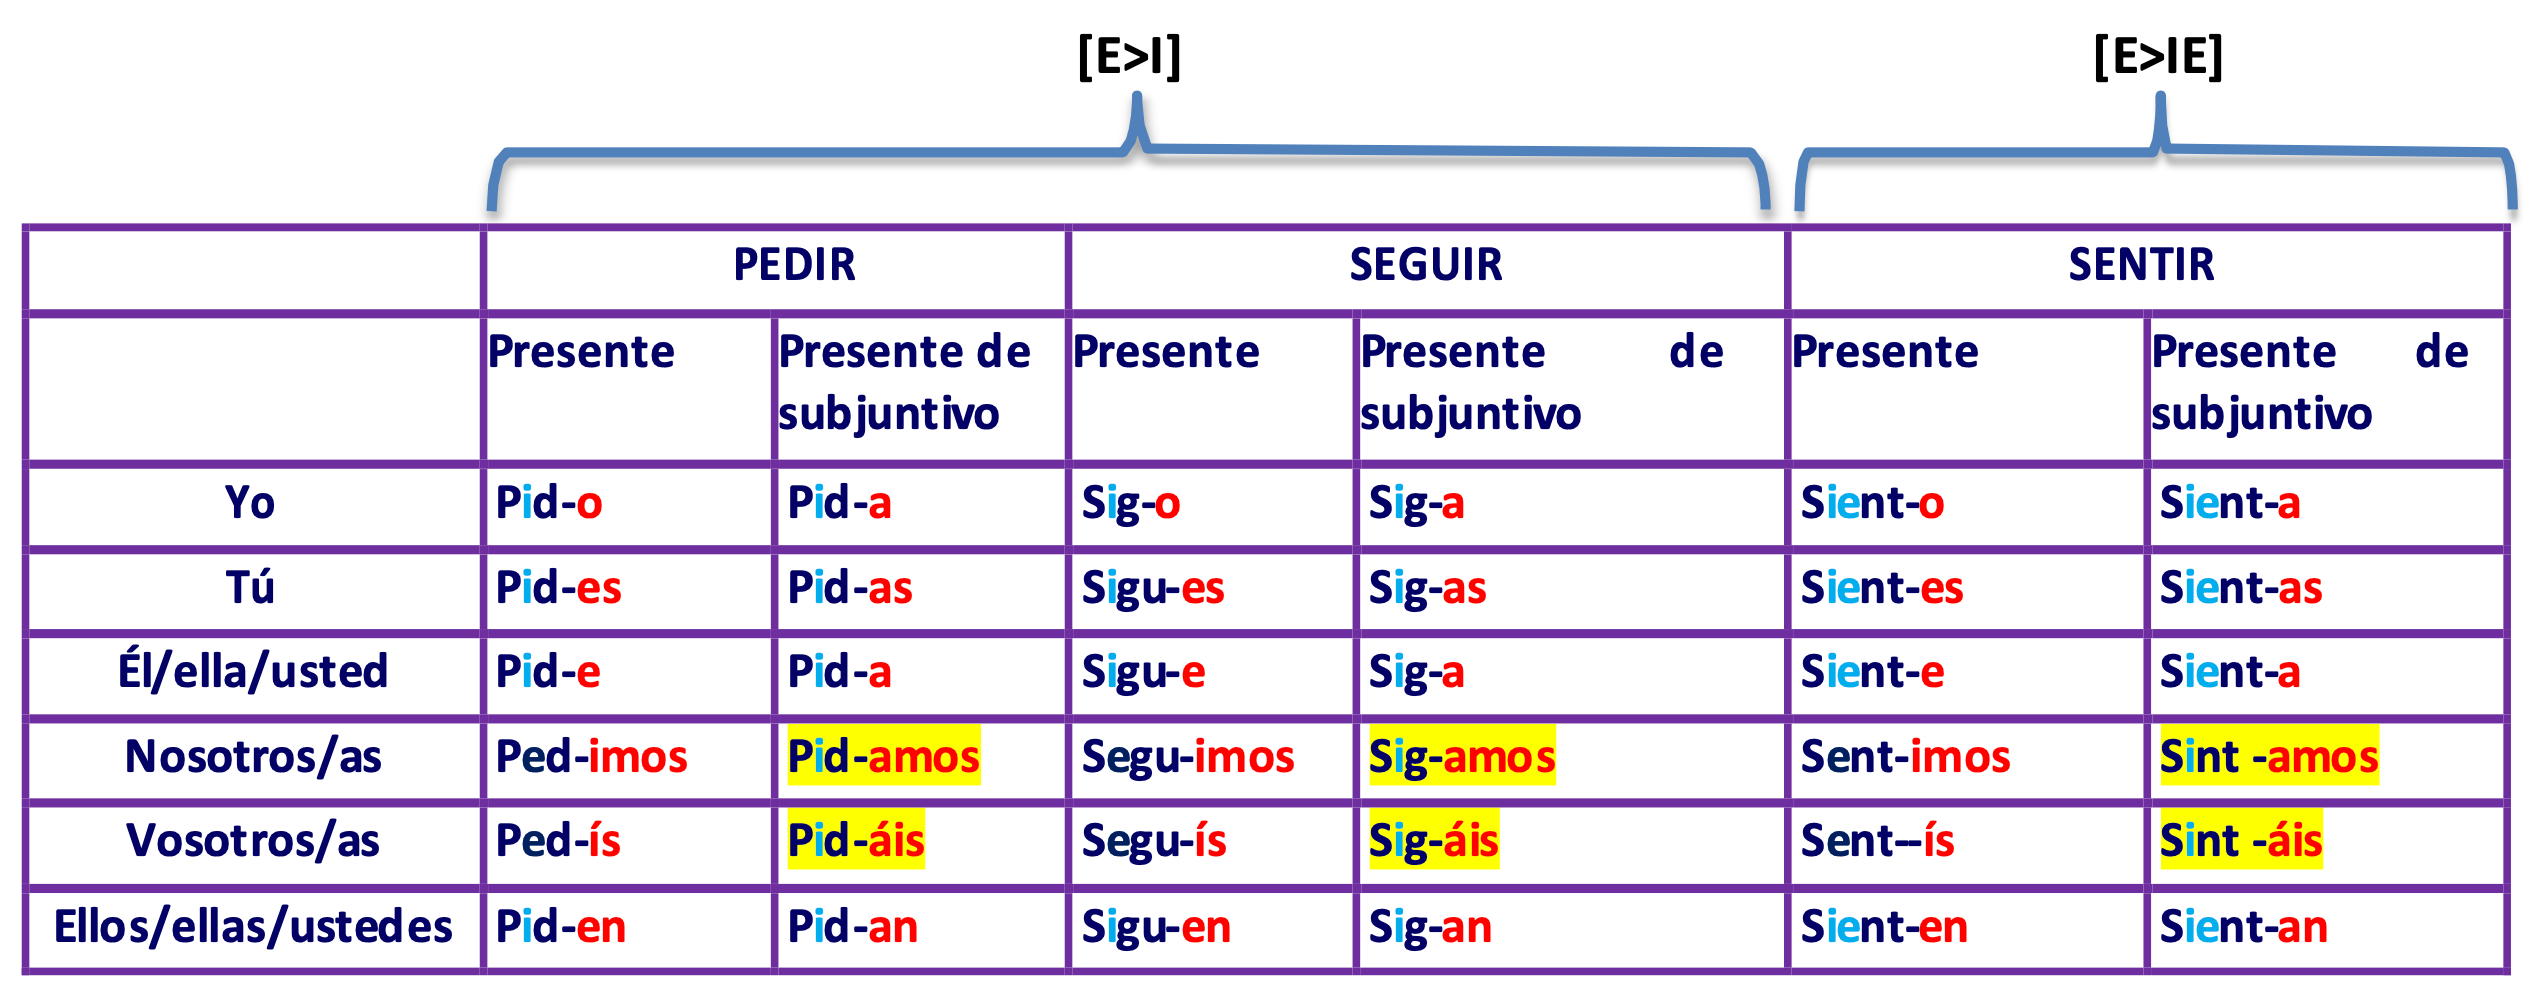 [E>I] [E>IE]
PEDIR SEGUIR SENTIR
Presente Presente de Presente Presente de Presente Presente de
subjuntivo subjuntivo subjuntivo
Yo Pid-o Pid-a Sig-o Sig-a Sient-o Sient-a
Tú Pid-es Pid-as Sigu-es Sig-as Sient-es Sient-as
Él/ella/usted Pid-e Pid-a Sigu-e Sig-a Sient-e Sient-a
Nosotros/as Ped-imos Pid-amos Segu-imos Sig-amos Sent-imos Sint -amos
Vosotros/as Ped-ís Pid-áis Segu-ís Sig-áis Sent--ís Sint -áis
Ellos/ellas/ustedes Pid-en Pid-an Sigu-en Sig-an Sient-en Sient-an